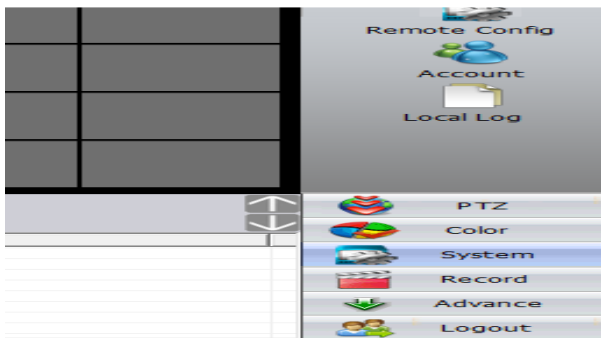 Remote Config
Account
Local Log
PTZ
Color
System
Record
Advance
Logout